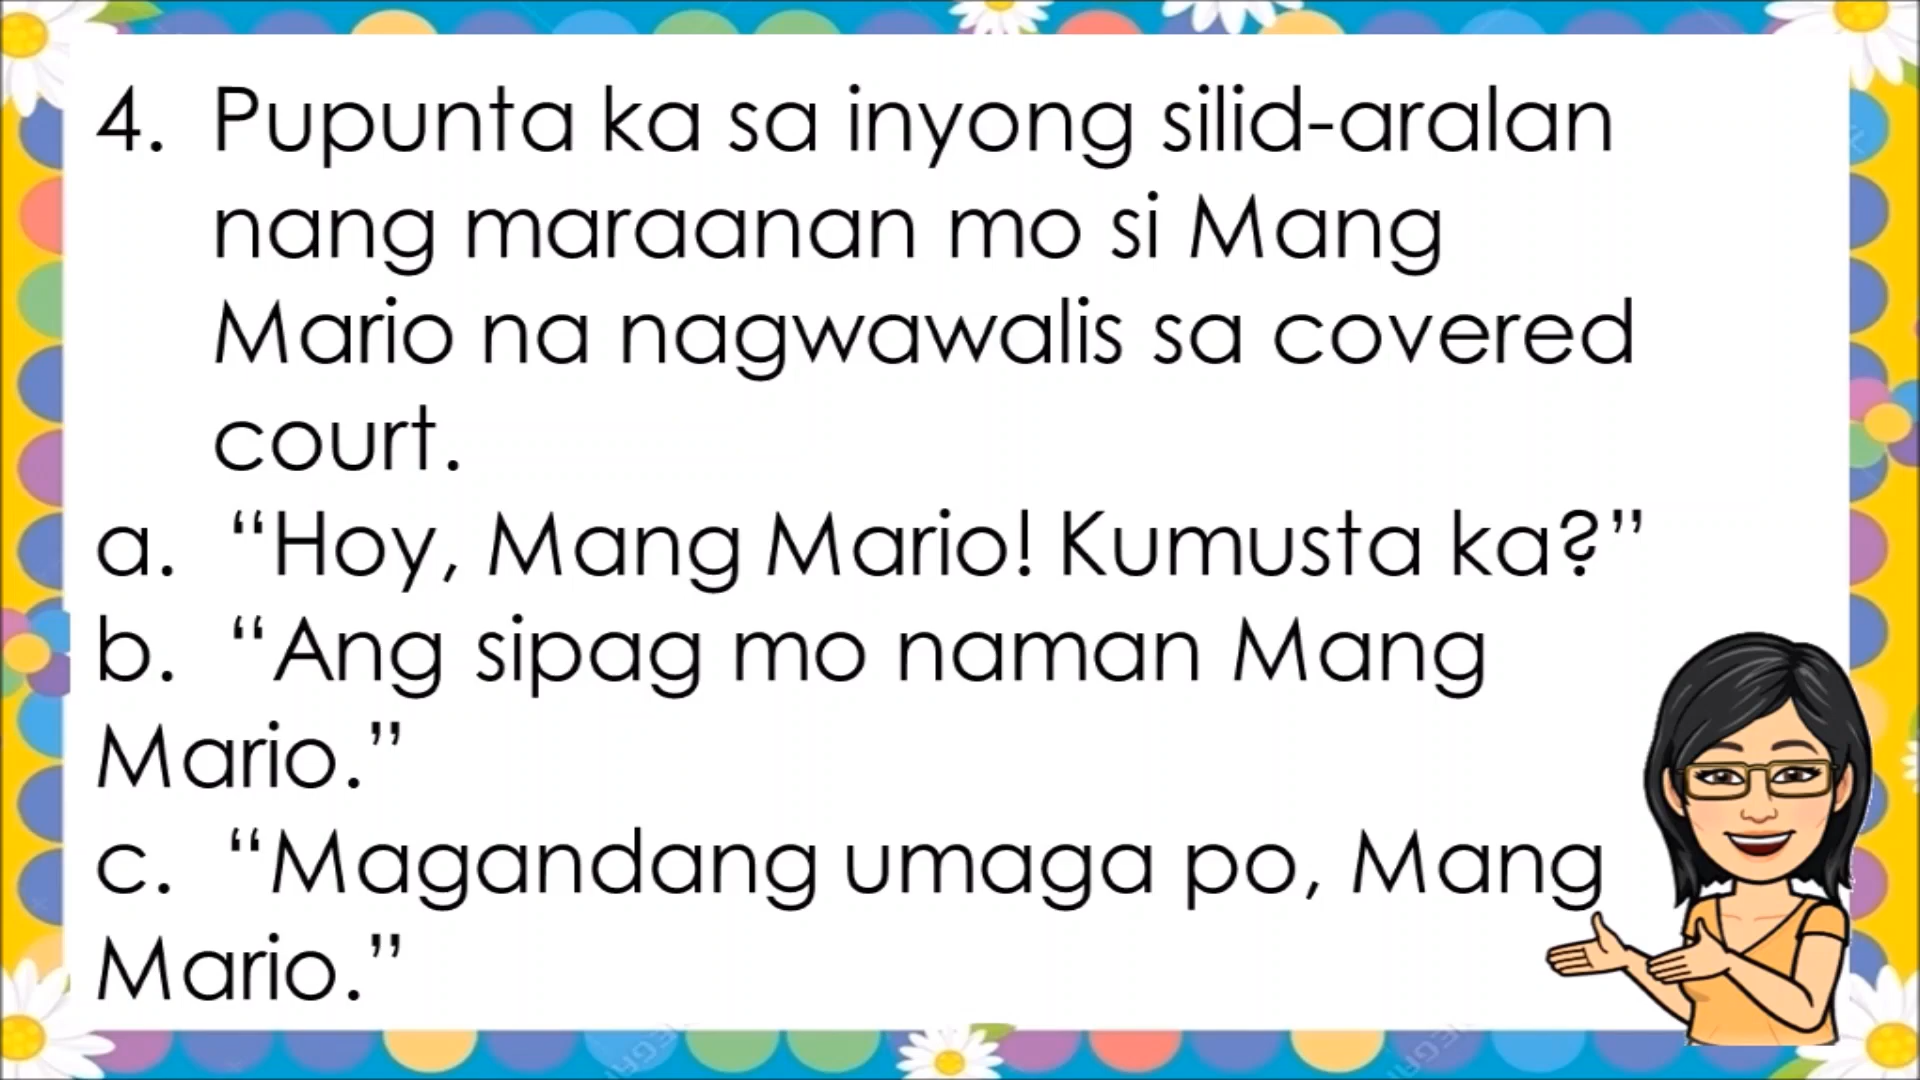 4. Pupunta ka sa inyong silid-aralan
nang maraanan mo si Mang
Mario na nagwawalis sa covered
court.
a. “Hoy, Mang Mario! Kumusta ka?”
b. “Ang sipag mo naman Mang
Mario.”
c. “Magandang umaga po, Mang
Mario.”